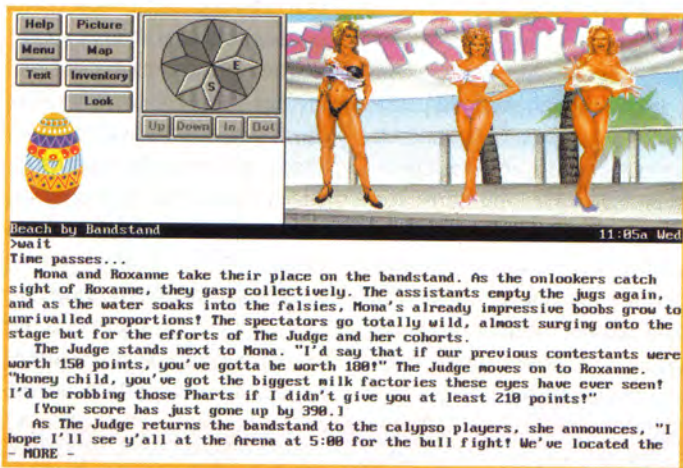 Help Picture
Menu Map
Text Inventory
Look
E
S
Up Down In Out
T-Shirt Co
Beach by Bandstand 11:05a Wed
>wait
Time passes...
Mona and Roxanne take their place on the bandstand. As the onlookers catch
sight of Roxanne, they gasp collectively. The assistants empty the jugs again,
and as the water soaks into the falsies, Mona's already impressive boobs grow to
unrivalled proportions! The spectators go totally wild, almost surging onto the
stage but for the efforts of The Judge and her cohorts.
The Judge stands next to Mona. "I'd say that if our previous contestants were
worth 150 points, you've gotta be worth 180!" The Judge moves on to Roxanne.
"Honey child, you've got the biggest milk factories these eyes have ever seen!
I'd be robbing those Pharts if I didn't give you at least 210 points!"
[Your score has just gone up by 390.]
As The Judge returns the bandstand to the calypso players, she announces, "I
hope I'll see y'all at the Arena at 5:00 for the bull fight! We've located the
- MORE -